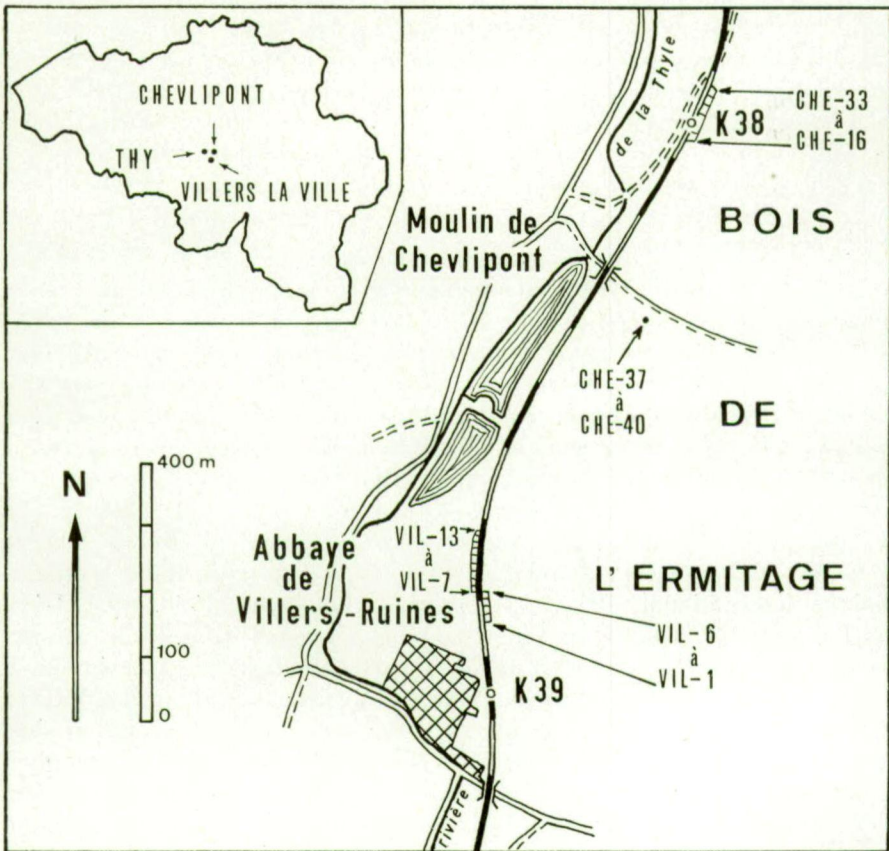 CHEVLIPONT
THY
VILLERS LA VILLE
de la Thyle
CHE-33
à
CHE-16
K38
BOIS
Moulin de
Chevlipont
CHE-37
à
CHE-40
DE
400 m
N
100
0
VIL-13
à
VIL-7
Abbaye
de
Villers-Ruines
L'ERMITAGE
VIL-6
à
VIL-1
K39
rivière